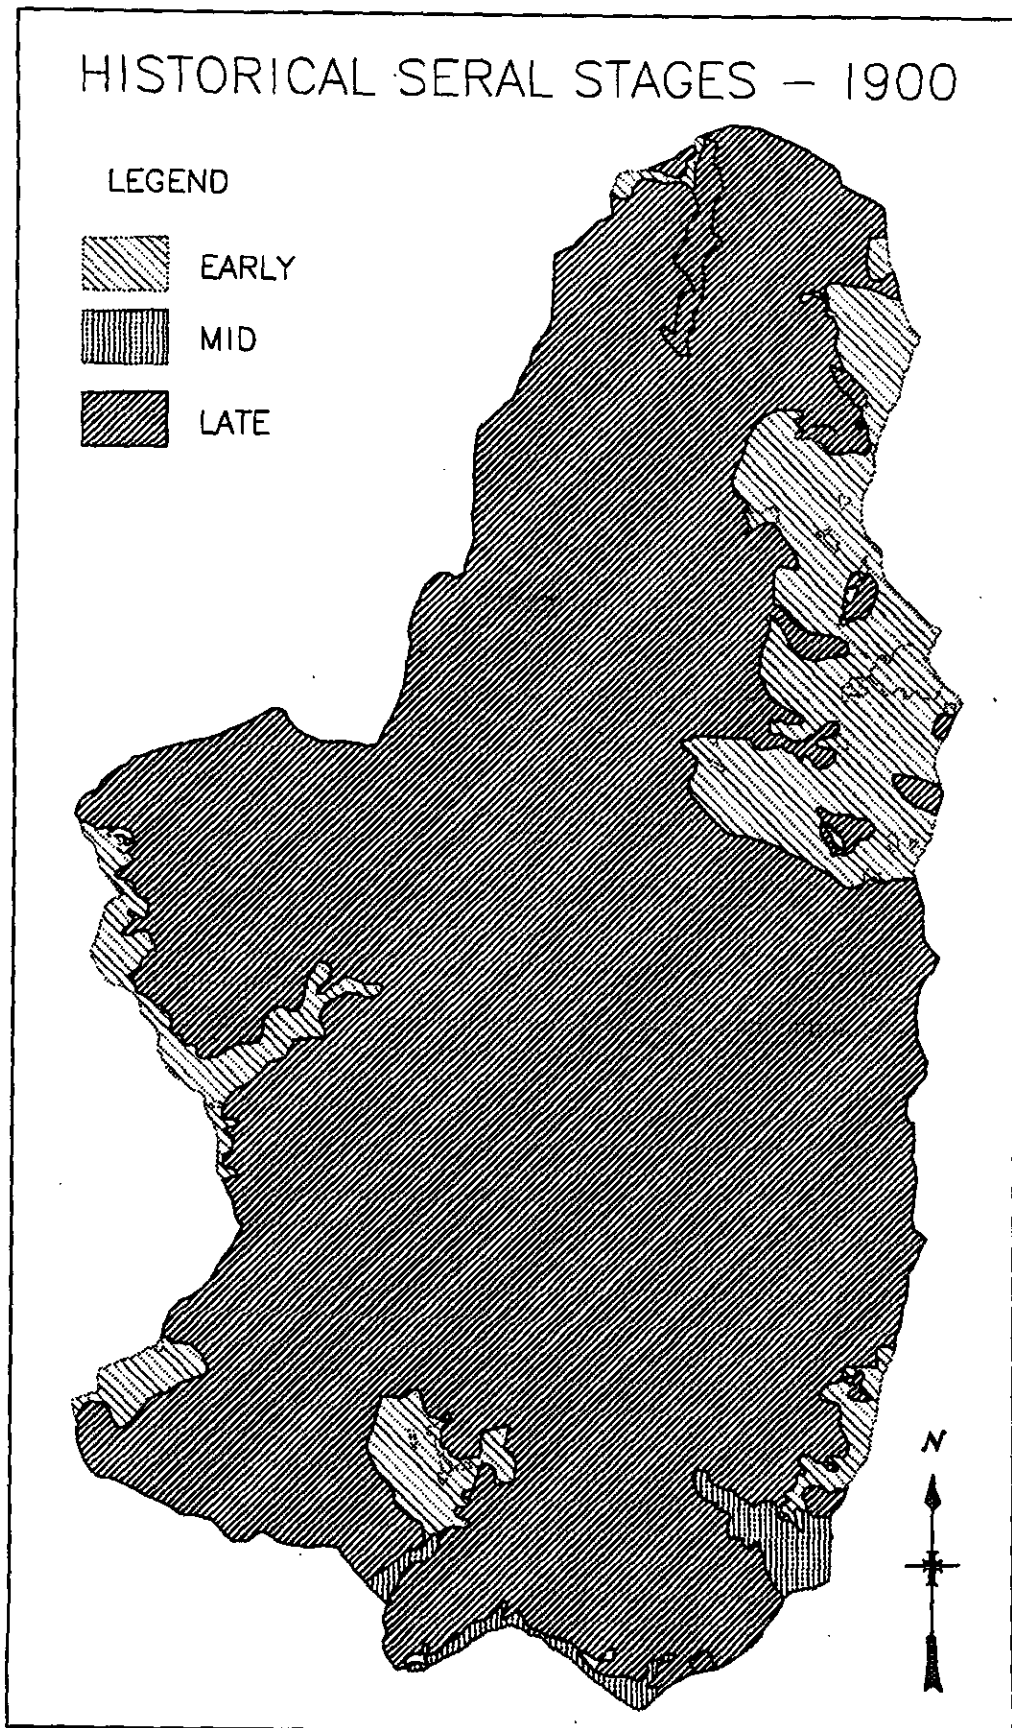 HISTORICAL SERAL STAGES – 1900
LEGEND
EARLY
MID
LATE
N